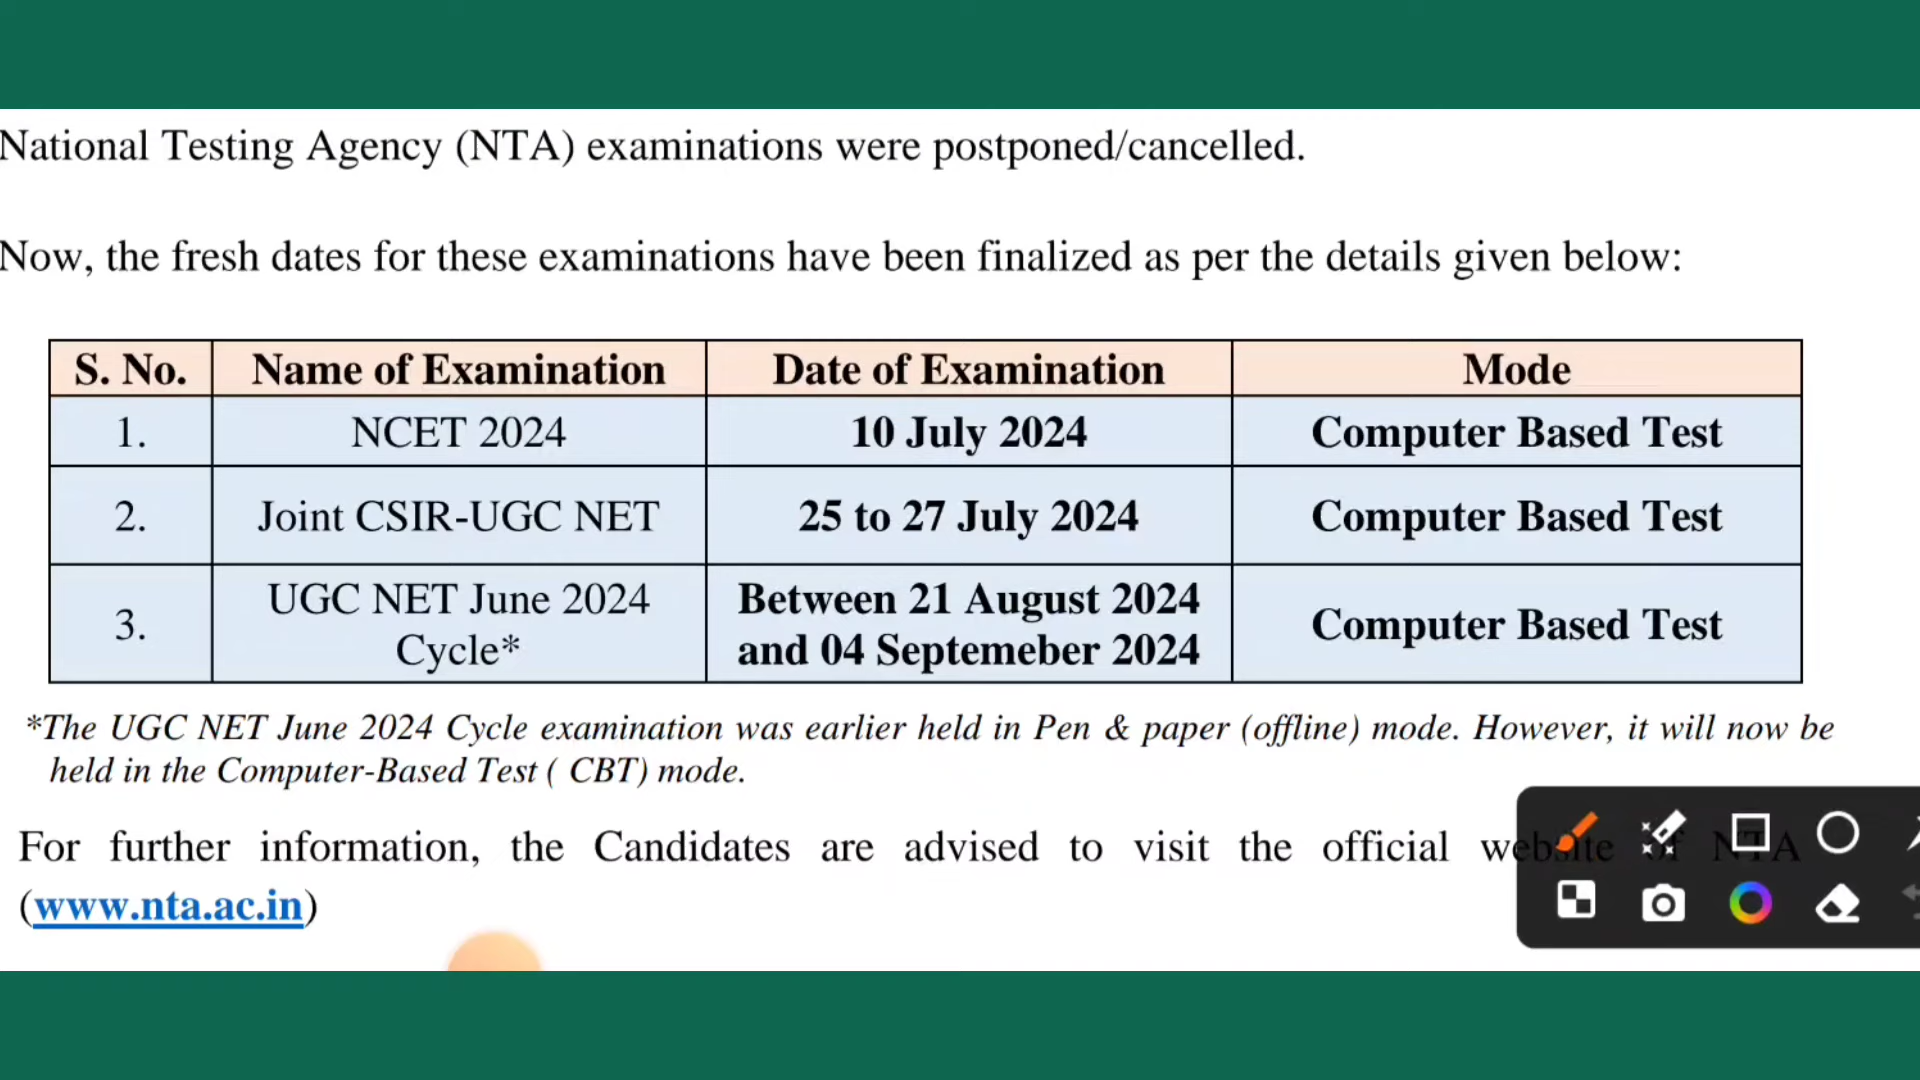 National Testing Agency (NTA) examinations were postponed/cancelled.
Now, the fresh dates for these examinations have been finalized as per the details given below:
S. No. Name of Examination Date of Examination Mode
1. NCET 2024 10 July 2024 Computer Based Test
2. Joint CSIR-UGC NET 25 to 27 July 2024 Computer Based Test
3. UGC NET June 2024 Cycle* Between 21 August 2024 and 04 Septemeber 2024 Computer Based Test
*The UGC NET June 2024 Cycle examination was earlier held in Pen & paper (offline) mode. However, it will now be
held in the Computer-Based Test ( CBT) mode.
For further information, the Candidates are advised to visit the official website of NTA
(www.nta.ac.in)